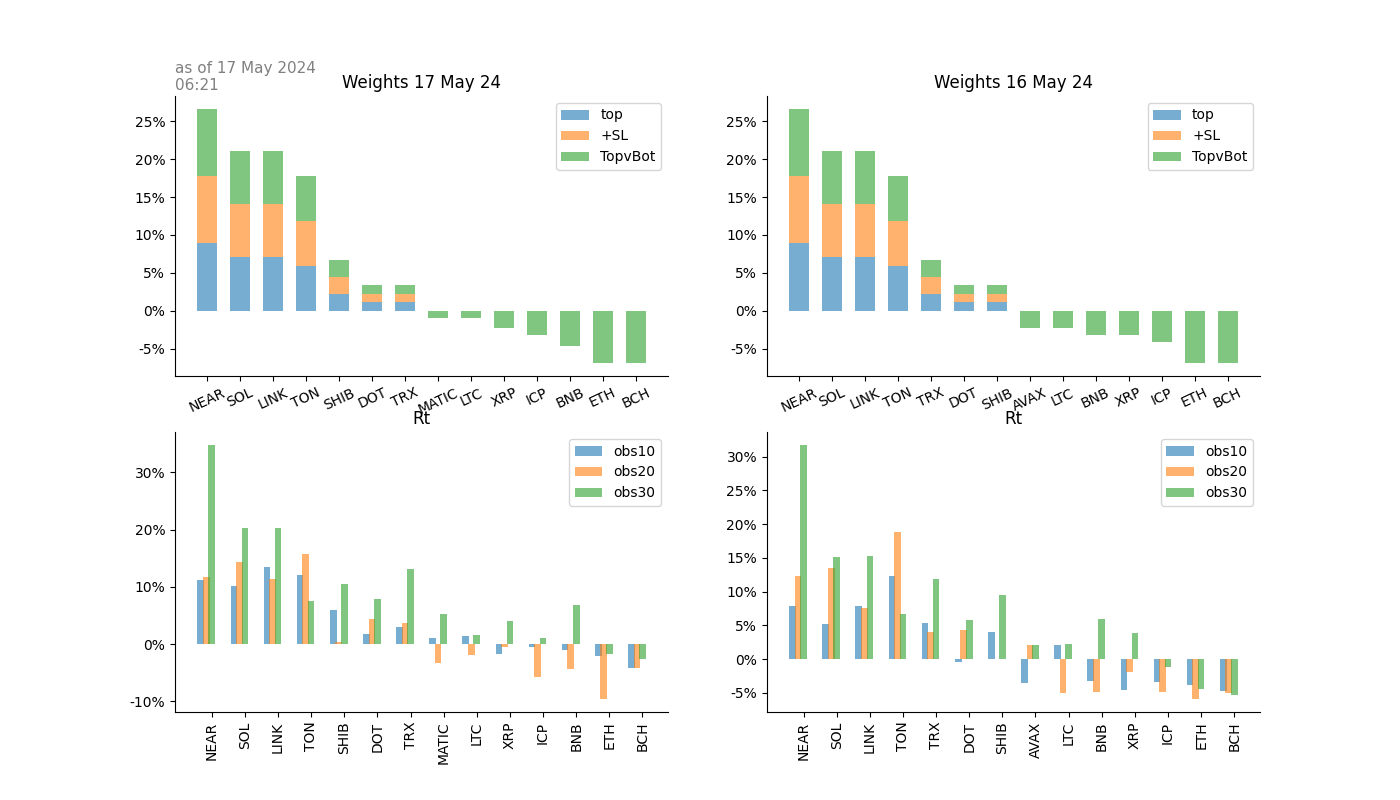 as of 17 May 2024
06:21
Weights 17 May 24
25%
20%
15%
10%
5%
0%
-5%
top
+SL
TopvBot
NEAR SOL LINK TON SHIB DOT TRX MATIC LTC XRP ICP BNB ETH BCH
Weights 16 May 24
25%
20%
15%
10%
5%
0%
-5%
top
+SL
TopvBot
NEAR SOL LINK TON TRX DOT SHIB AVAX LTC BNB XRP ICP ETH BCH
Rt
30%
20%
10%
0%
-10%
obs10
obs20
obs30
NEAR SOL LINK TON SHIB DOT TRX MATIC LTC XRP ICP BNB ETH BCH
Rt
30%
25%
20%
15%
10%
5%
0%
-5%
obs10
obs20
obs30
NEAR SOL LINK TON TRX DOT SHIB AVAX LTC BNB XRP ICP ETH BCH